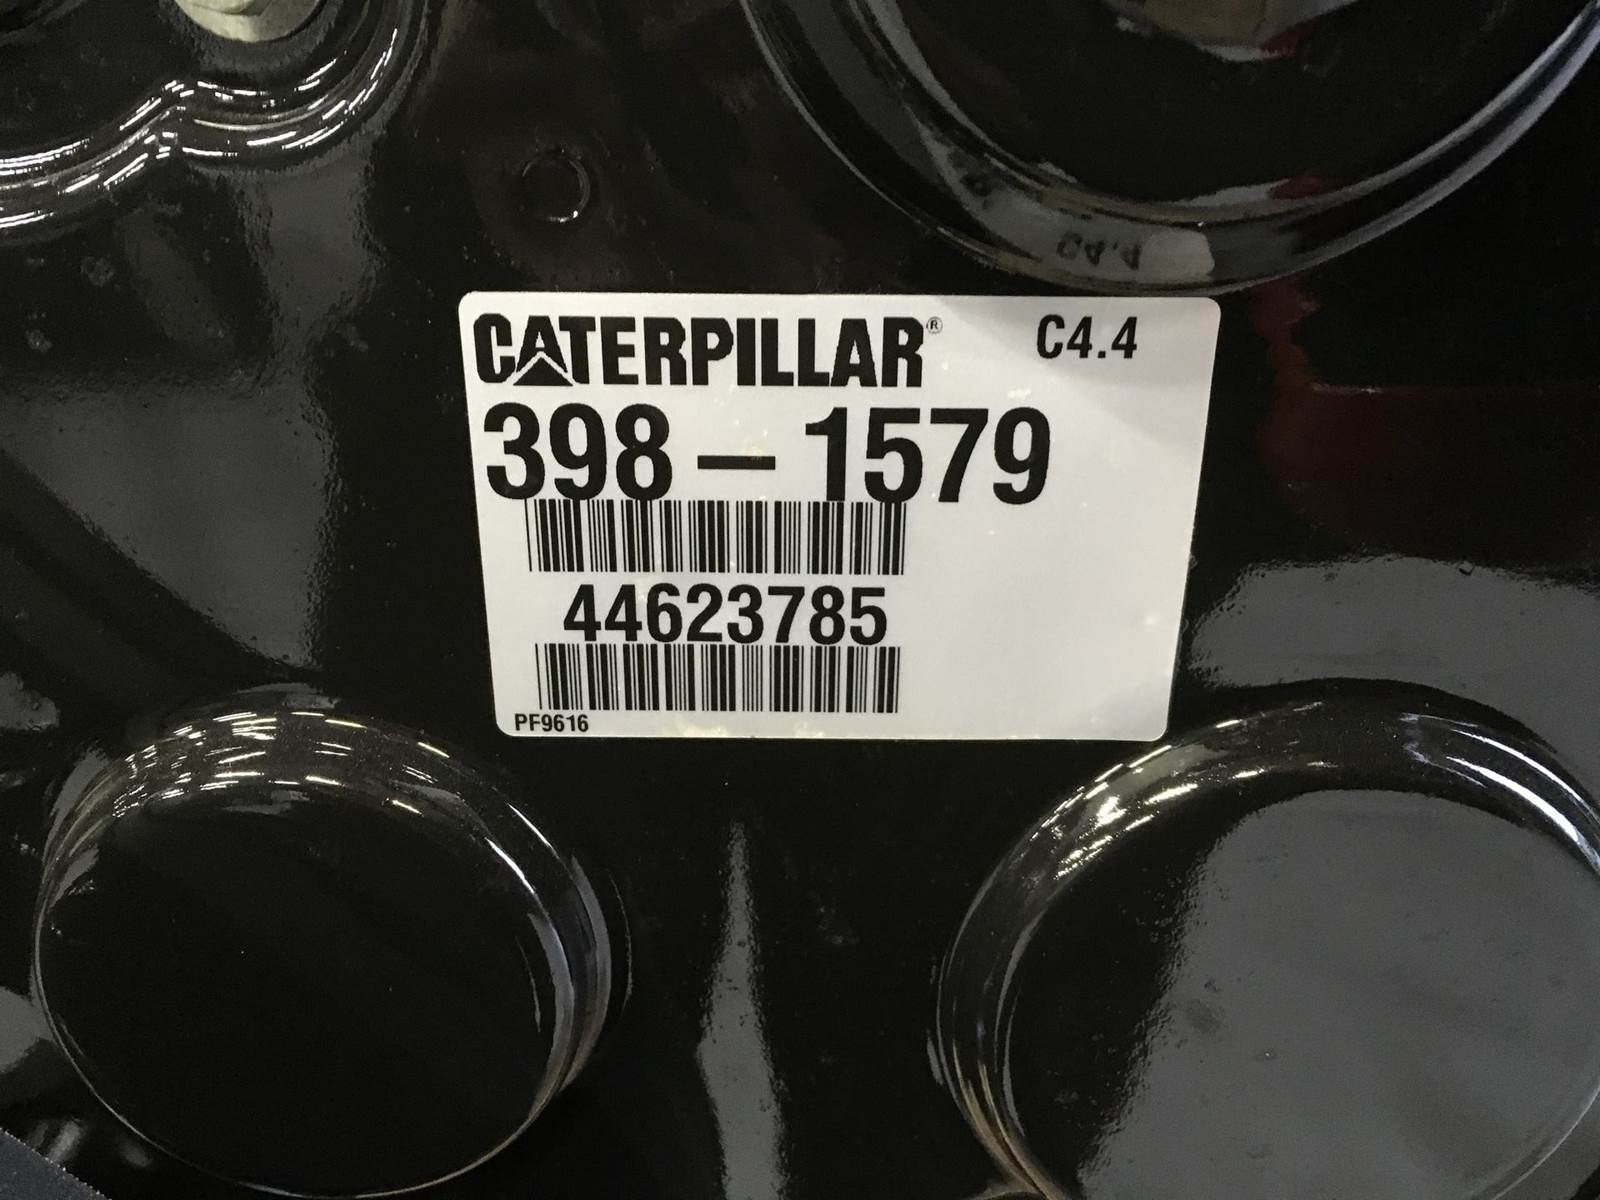 CATERPILLAR® C4.4
398-1579
44623785
PF9616